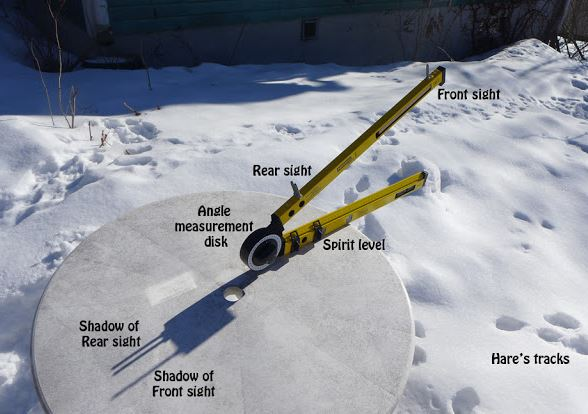 Front sight
Rear sight
Angle
measurement
disk
Spirit level
Shadow of
Rear sight
Hare's tracks
Shadow of
Front sight